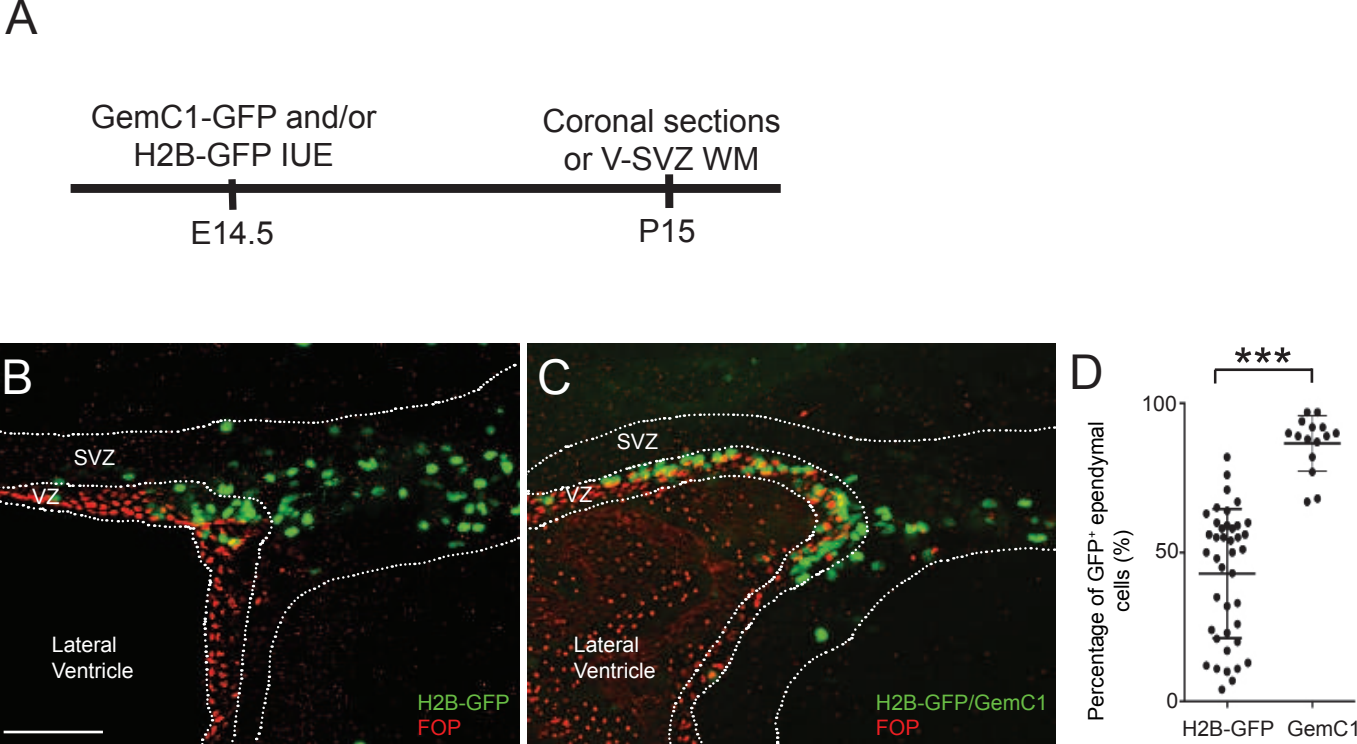 A
GemC1-GFP and/or
H2B-GFP IUE
Coronal sections
or V-SVZ WM
E14.5
P15
B
SVZ
VZ
Lateral
Ventricle
H2B-GFP
FOP
C
SVZ
VZ
Lateral
Ventricle
H2B-GFP/GemC1
FOP
D
***
Percentage of GFP⁺ ependymal
cells (%)
100
50
0
H2B-GFP
GemC1